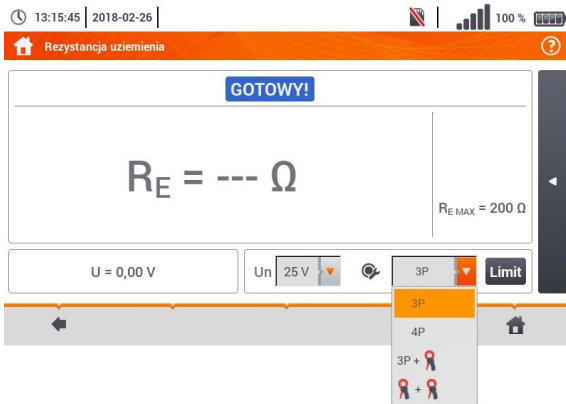 13:15:45 2018-02-26 100 %
Rezystancja uziemienia ?
GOTOWY!
RE = --- Ω
RE MAX = 200 Ω
U = 0,00 V Un 25 V 3P Limit
3P
4P
3P +
+